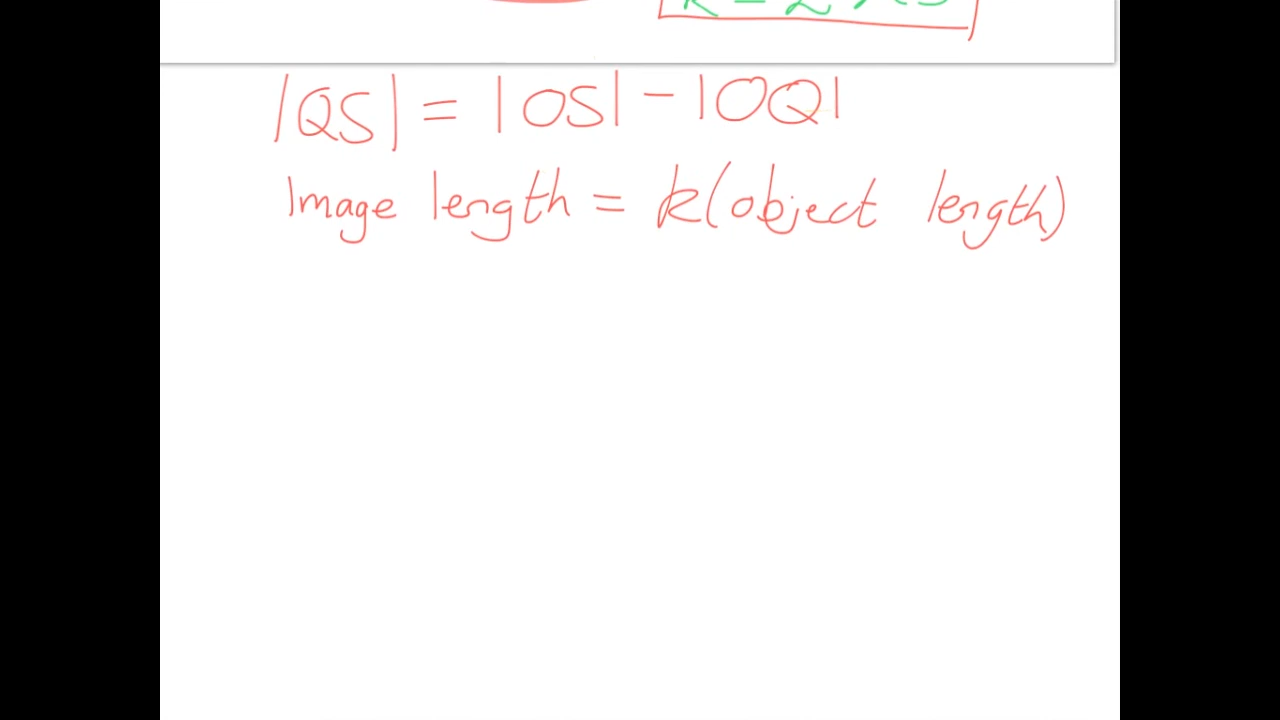 |QS| = |OS| - |OQ|
Image length = k(object length)